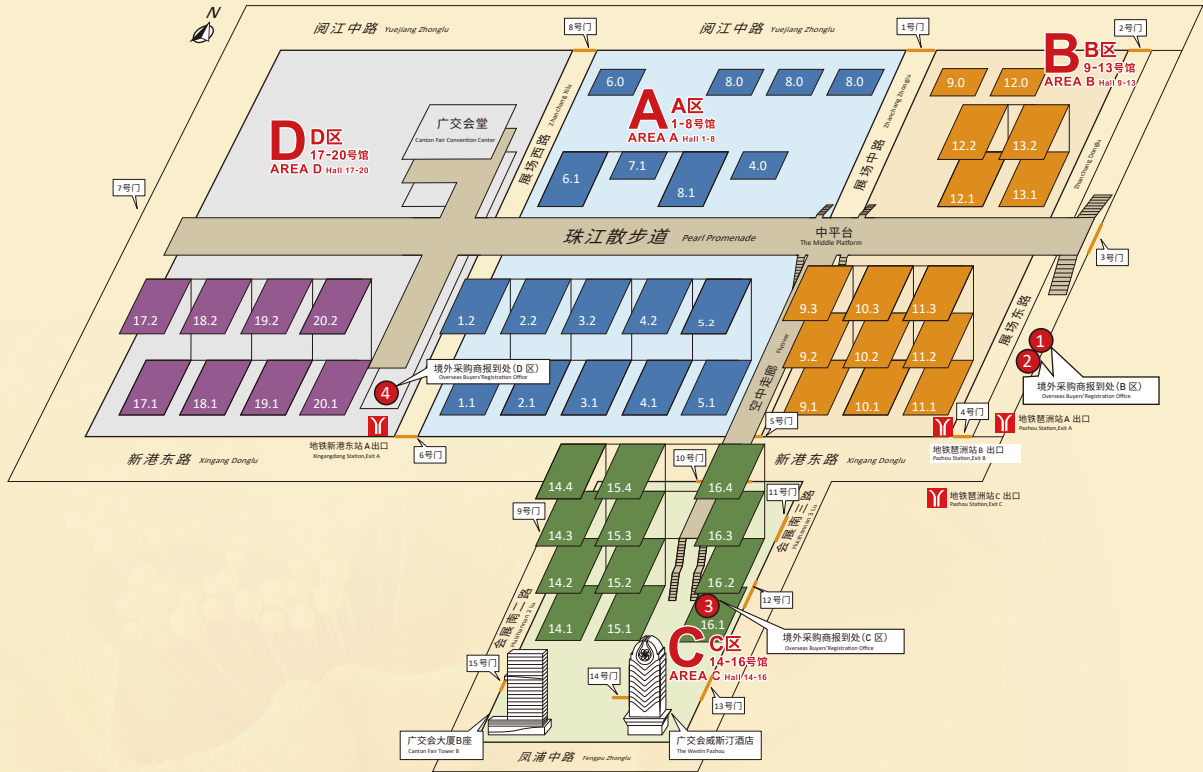 N
阅江中路 Yuejiang Zhonglu
阅江中路 Yuejiang Zhonglu
8号门
1号门
2号门
B
B区
9-13号馆
AREA B Hall 9-13
6.0
8.0
8.0
8.0
9.0
12.0
A
A区
1-8号馆
AREA A Hall 1-8
广交会堂
Canton Fair Convention Center
D
D区
17-20号馆
AREA D Hall 17-20
展场西路 Zhanchang Xilu
展场中路 Zhanchang Zhonglu
Zhanchang Donglu
展场东路
12.2
13.2
6.1
7.1
8.1
4.0
12.1
13.1
7号门
珠江散步道 Pearl Promenade
中平台
The Middle Platform
3号门
17.2
18.2
19.2
20.2
1.2
2.2
3.2
4.2
5.2
9.3
10.3
11.3
9.2
10.2
11.2
1
2
境外采购商报到处(B 区)
Overseas Buyers'Registration Office
4
境外采购商报到处(D 区)
Overseas Buyers'Registration Office
空中走廊 Flyover
17.1
18.1
19.1
20.1
1.1
2.1
3.1
4.1
5.1
9.1
10.1
11.1
地铁新港东站 A 出口
Xingangdong Station,Exit A
6号门
5号门
4号门
地铁琶洲站 A 出口
Pazhou Station,Exit A
地铁琶洲站 B 出口
Pazhou Station,Exit B
地铁琶洲站 C 出口
Pazhou Station,Exit C
新港东路 Xingang Donglu
新港东路 Xingang Donglu
10号门
11号门
14.4
15.4
16.4
9号门
14.3
15.3
16.3
会展南三路 Huizhannan 3 Lu
14.2
15.2
16.2
12号门
3
会展南二路 Huizhannan 2 Lu
14.1
15.1
16.1
境外采购商报到处(C 区)
Overseas Buyers'Registration Office
C
C区
14-16号馆
AREA C Hall 14-16
15号门
14号门
13号门
广交会大厦B座
Canton Fair Tower B
广交会威斯汀酒店
The Westin Pazhou
凤浦中路 Fengpu Zhonglu